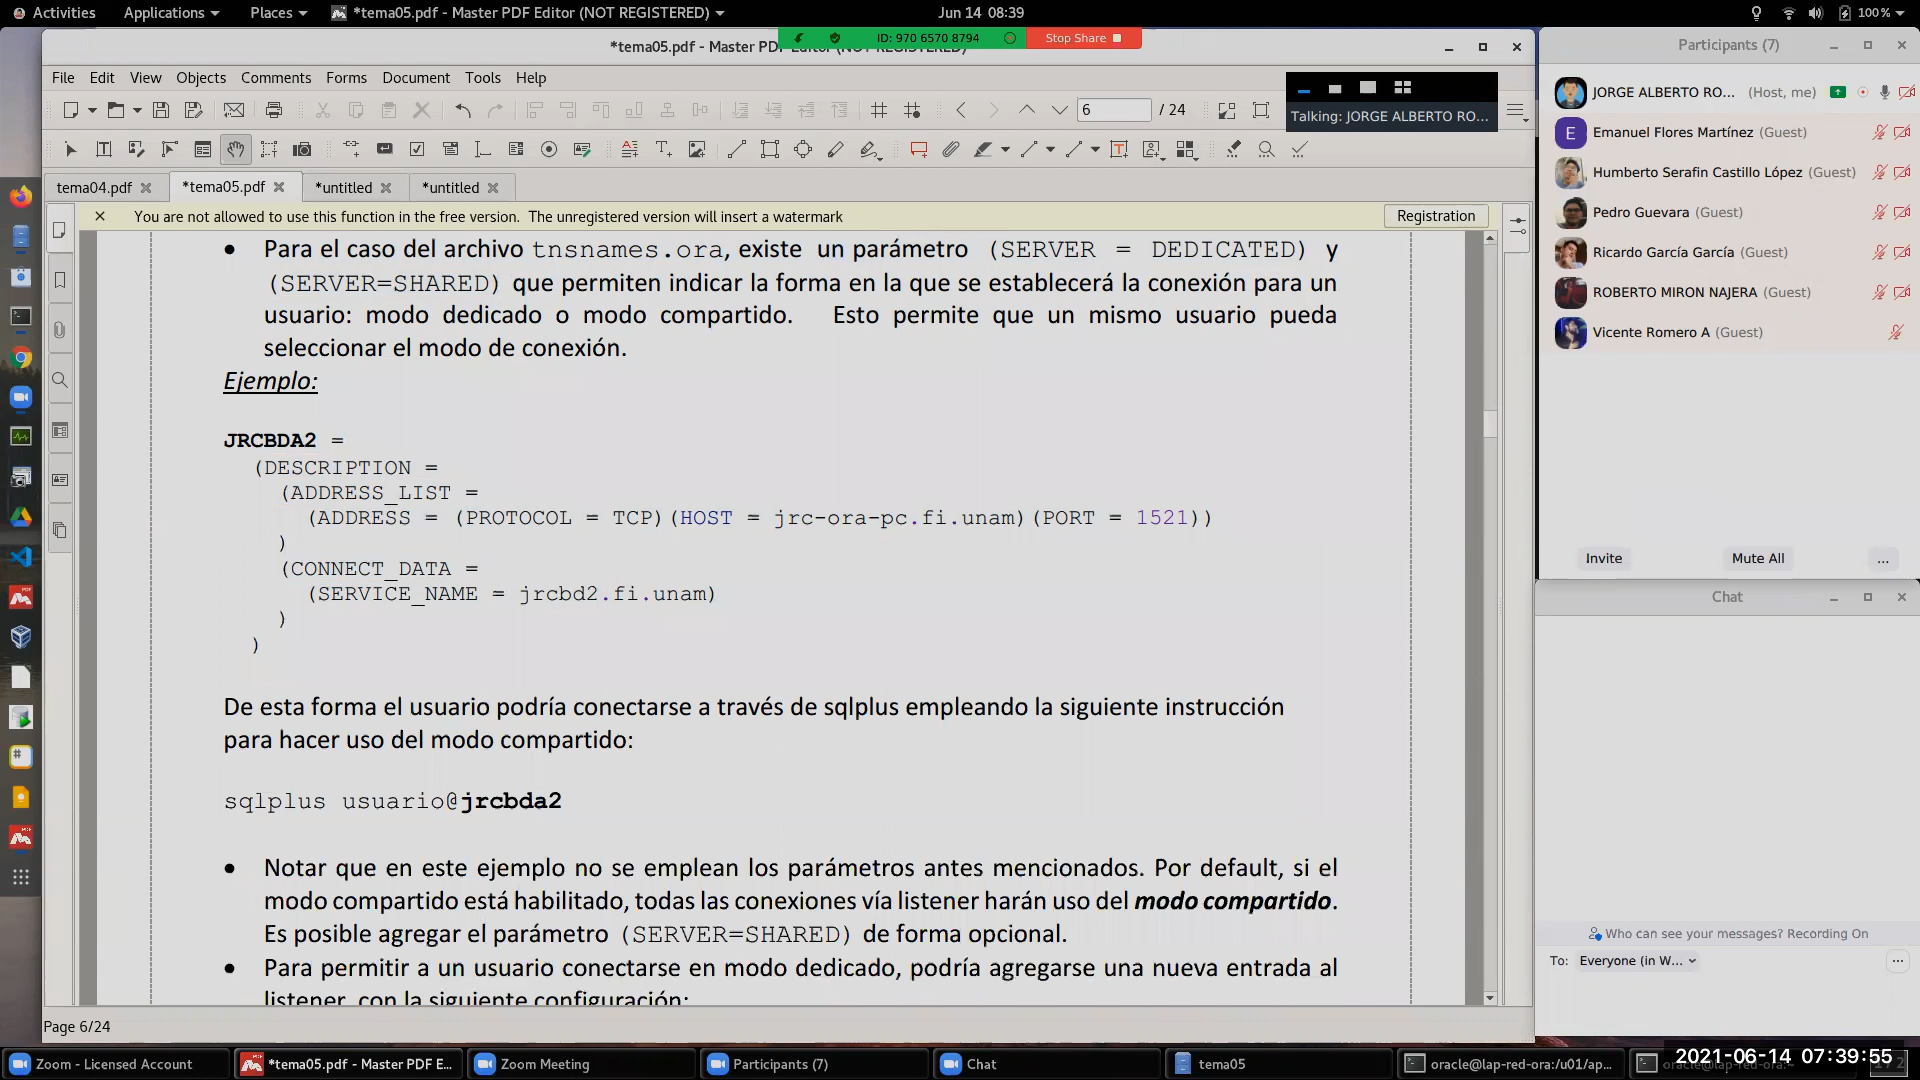 Activities
Applications
Places
*tema05.pdf - Master PDF Editor (NOT REGISTERED)
Jun 14 08:39
100%
*tema05.pdf - Master PDF Editor (NOT REGISTERED)
ID: 970 6570 8794
Stop Share
File Edit View Objects Comments Forms Document Tools Help
6 / 24
Talking: JORGE ALBERTO RO...
tema04.pdf
*tema05.pdf
*untitled
*untitled
You are not allowed to use this function in the free version. The unregistered version will insert a watermark
Registration
• Para el caso del archivo tnsnames.ora, existe un parámetro (SERVER = DEDICATED) y
(SERVER=SHARED) que permiten indicar la forma en la que se establecerá la conexión para un
usuario: modo dedicado o modo compartido. Esto permite que un mismo usuario pueda
seleccionar el modo de conexión.
Ejemplo:
JRCBDA2 =
(DESCRIPTION =
(ADDRESS_LIST =
(ADDRESS = (PROTOCOL = TCP)(HOST = jrc-ora-pc.fi.unam)(PORT = 1521))
)
(CONNECT_DATA =
(SERVICE_NAME = jrcbd2.fi.unam)
)
)
De esta forma el usuario podría conectarse a través de sqlplus empleando la siguiente instrucción
para hacer uso del modo compartido:
sqlplus usuario@jrcbda2
• Notar que en este ejemplo no se emplean los parámetros antes mencionados. Por default, si el
modo compartido está habilitado, todas las conexiones vía listener harán uso del modo compartido.
Es posible agregar el parámetro (SERVER=SHARED) de forma opcional.
• Para permitir a un usuario conectarse en modo dedicado, podría agregarse una nueva entrada al
listener, con la siguiente configuración:
Page 6/24
Participants (7)
JORGE ALBERTO RO... (Host, me)
E Emanuel Flores Martínez (Guest)
Humberto Serafin Castillo López (Guest)
Pedro Guevara (Guest)
Ricardo García García (Guest)
ROBERTO MIRON NAJERA (Guest)
Vicente Romero A (Guest)
Invite
Mute All
...
Chat
Who can see your messages? Recording On
To: Everyone (in W...
Zoom - Licensed Account
*tema05.pdf - Master PDF E...
Zoom Meeting
Participants (7)
Chat
tema05
oracle@lap-red-ora:/u01/ap...
2021-06-14 07:39:55